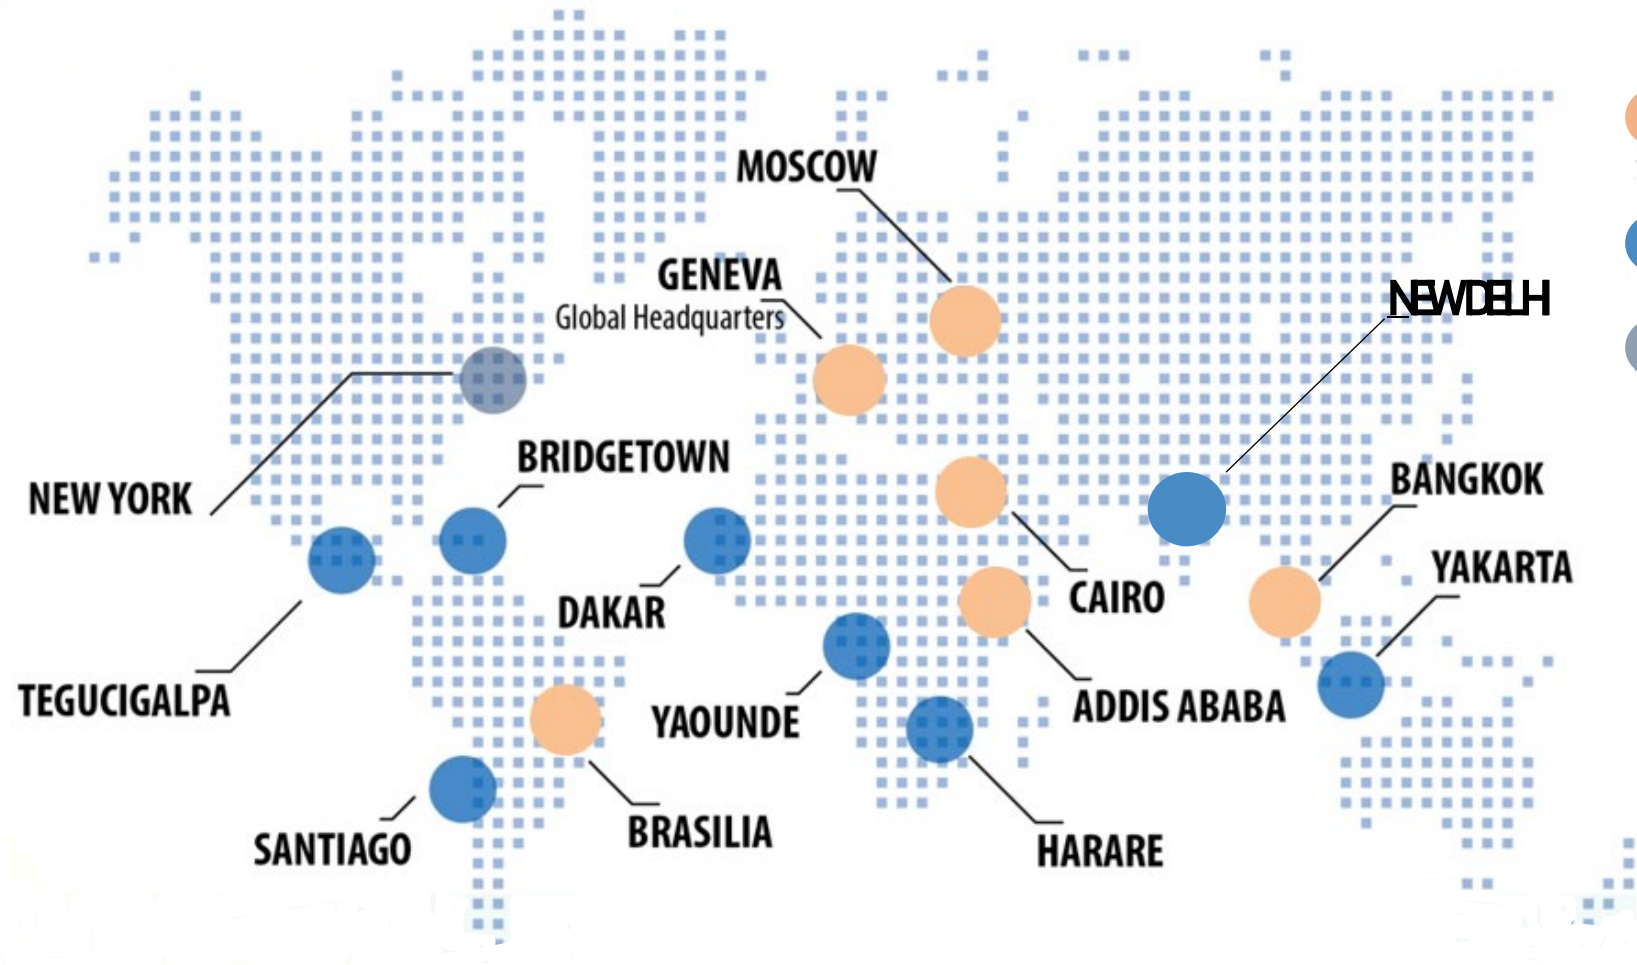 MOSCOW
GENEVA
Global Headquarters
NEWDELH
NEW YORK
BRIDGETOWN
BANGKOK
YAKARTA
DAKAR
CAIRO
TEGUCIGALPA
YAOUNDE
ADDIS ABABA
SANTIAGO
BRASILIA
HARARE